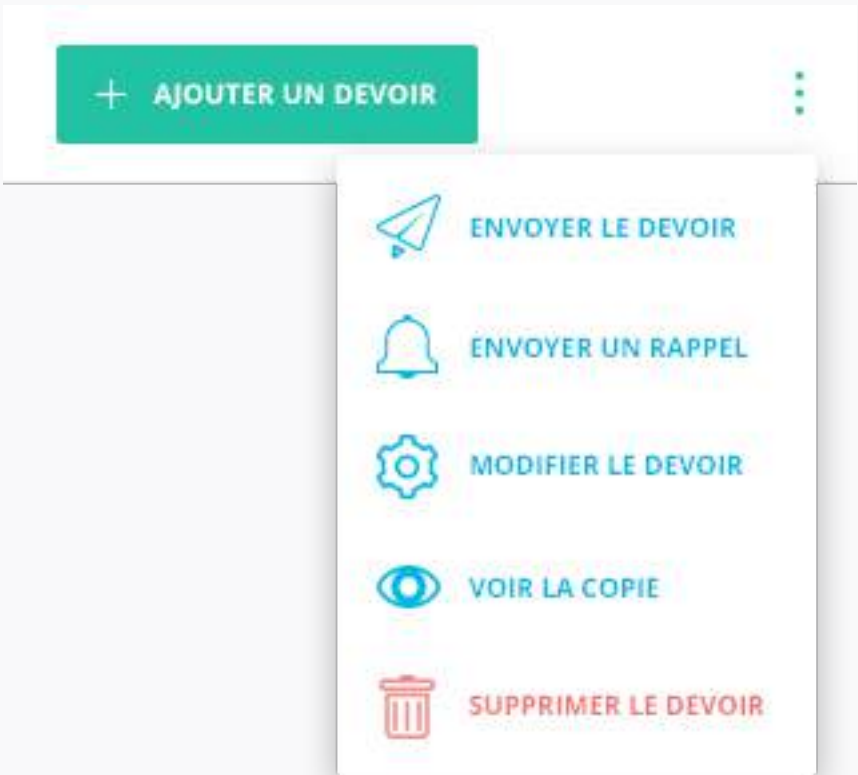 AJOUTER UN DEVOIR
ENVOYER LE DEVOIR
ENVOYER UN RAPPEL
MODIFIER LE DEVOIR
VOIR LA COPIE
SUPPRIMER LE DEVOIR